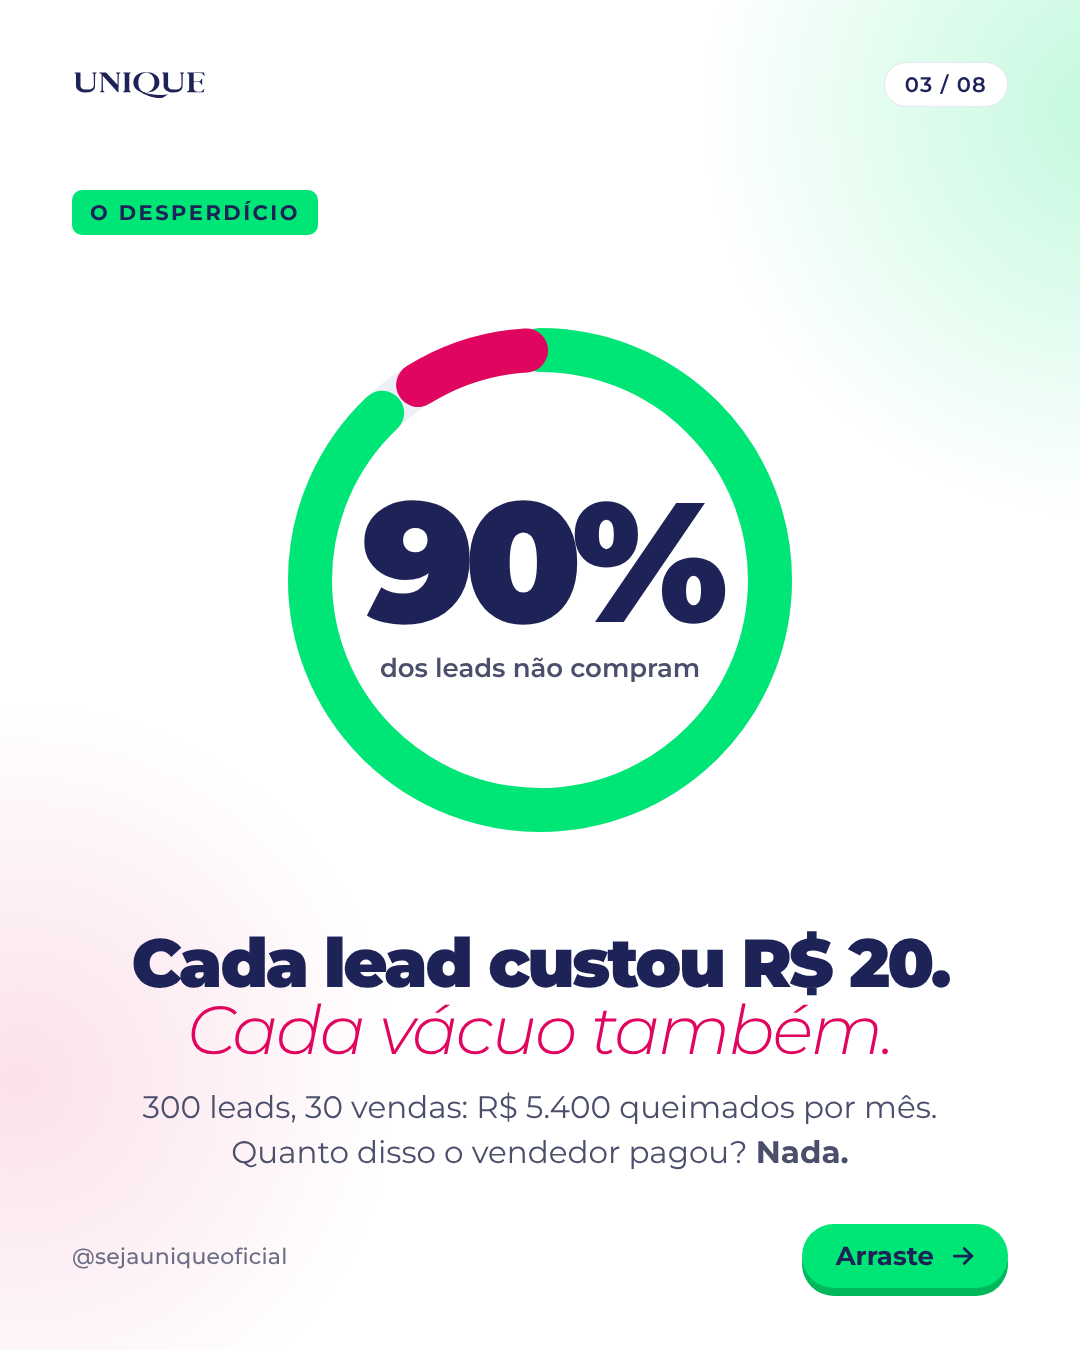 UNIQUE
03 / 08
O DESPERDÍCIO
90%
dos leads não compram
Cada lead custou R$ 20.
Cada vácuo também.
300 leads, 30 vendas: R$ 5.400 queimados por mês.
Quanto disso o vendedor pagou? Nada.
@sejauniqueoficial
Arraste →